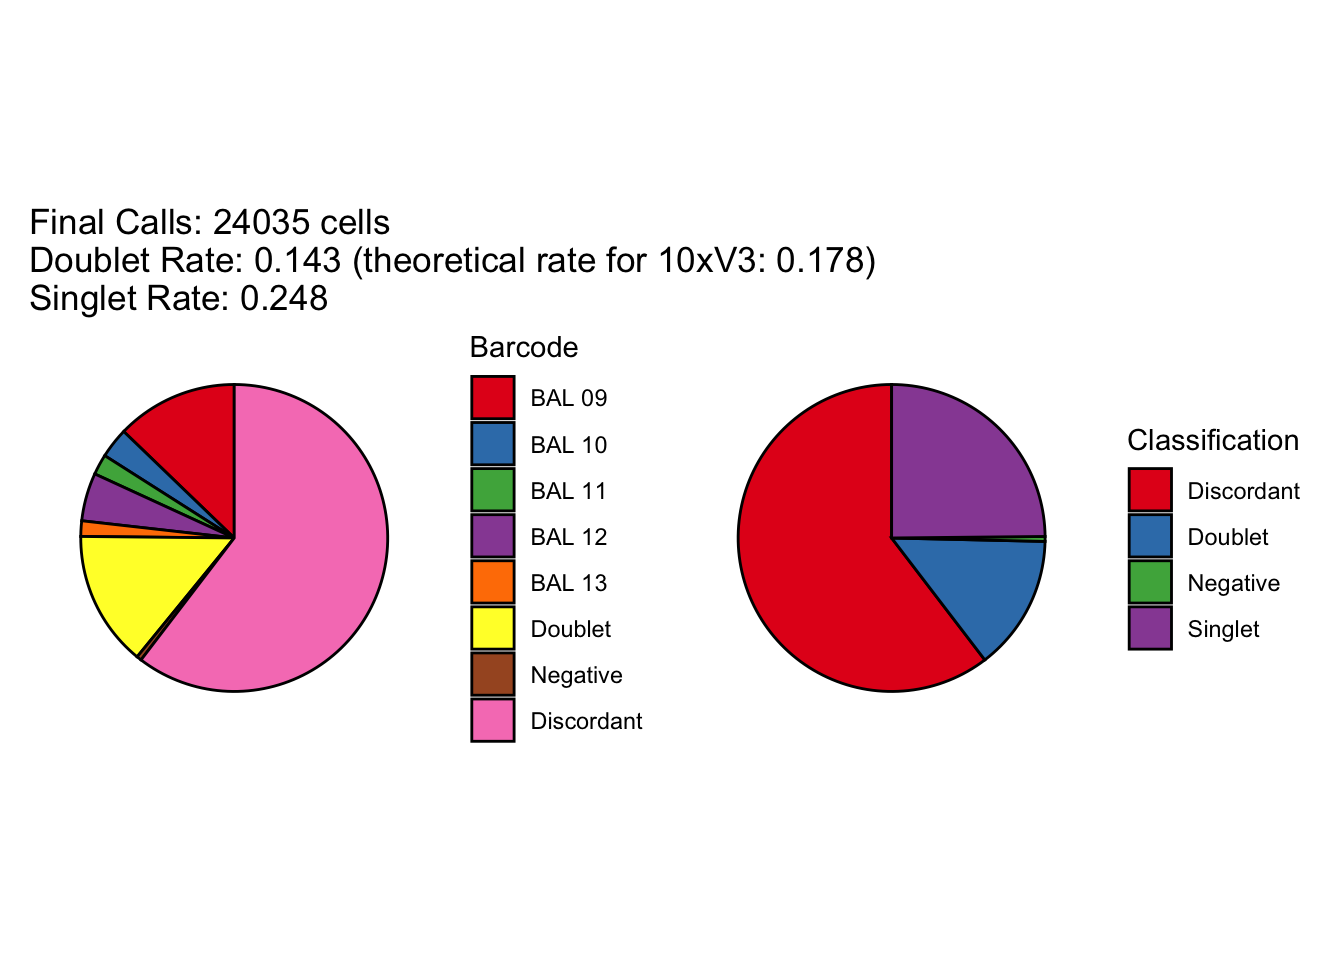 Final Calls: 24035 cells
Doublet Rate: 0.143 (theoretical rate for 10xV3: 0.178)
Singlet Rate: 0.248
Barcode
BAL 09
BAL 10
BAL 11
BAL 12
BAL 13
Doublet
Negative
Discordant
Classification
Discordant
Doublet
Negative
Singlet